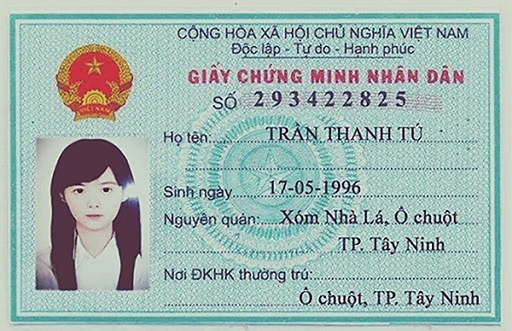 CỘNG HÒA XÃ HỘI CHỦ NGHĨA VIỆT NAM
Độc lập - Tự do - Hạnh phúc
GIẤY CHỨNG MINH NHÂN DÂN
SỐ 293422825
Họ tên: TRẦN THANH TÚ
Sinh ngày 17-05-1996
Nguyên quán: Xóm Nhà Lá, Ô chuột,
TP. Tây Ninh
Nơi ĐKHK thường trú:
Ô chuột, TP. Tây Ninh
VIỆT NAM